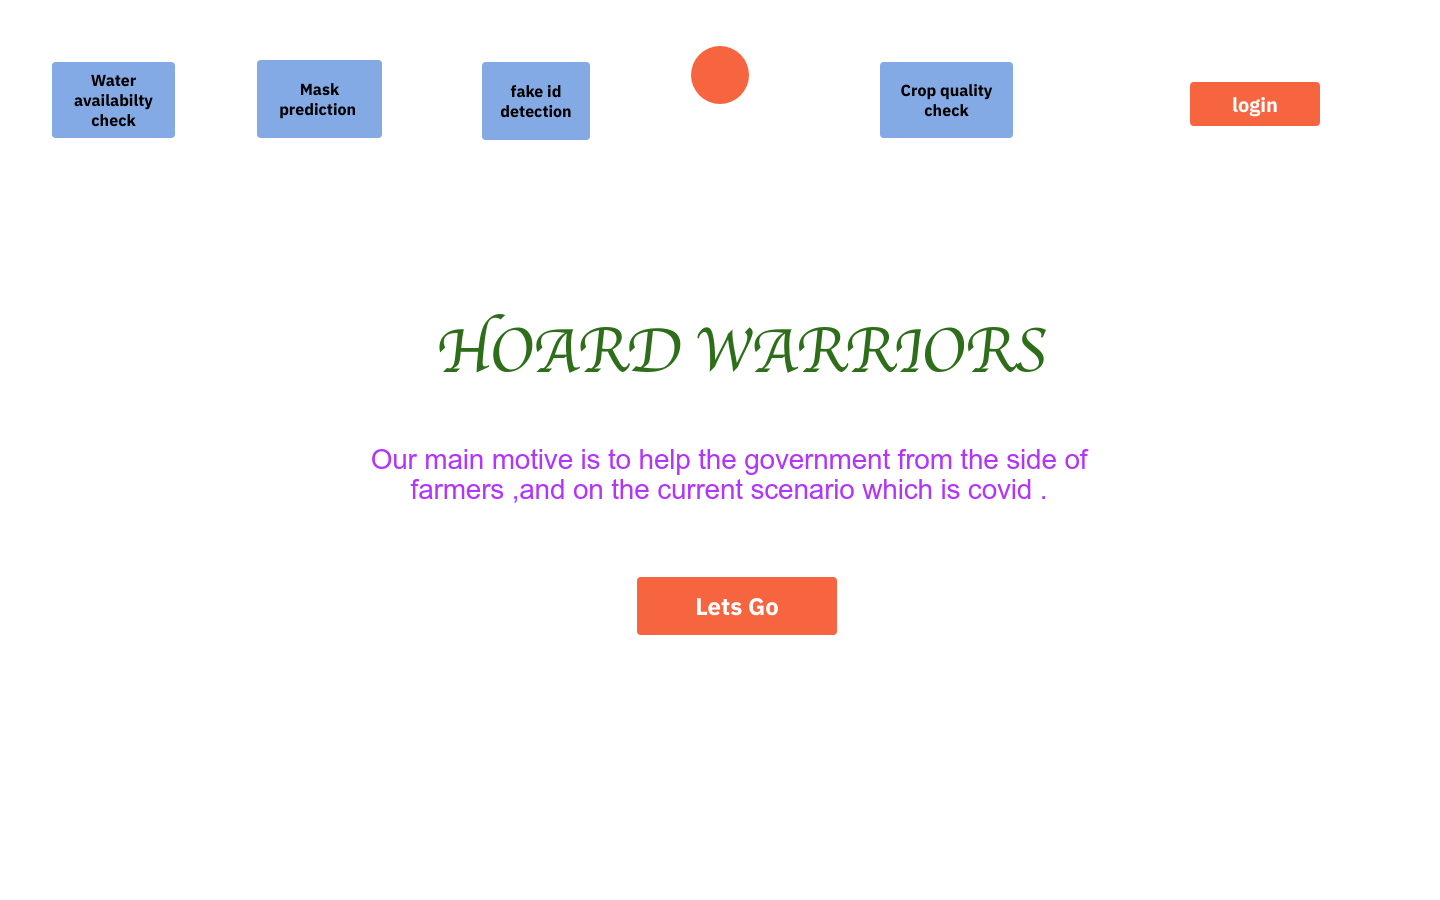 Water
availabilty
check
Mask
prediction
fake id
detection
Crop quality
check
login
HOARD WARRIORS
Our main motive is to help the government from the side of
farmers ,and on the current scenario which is covid .
Lets Go